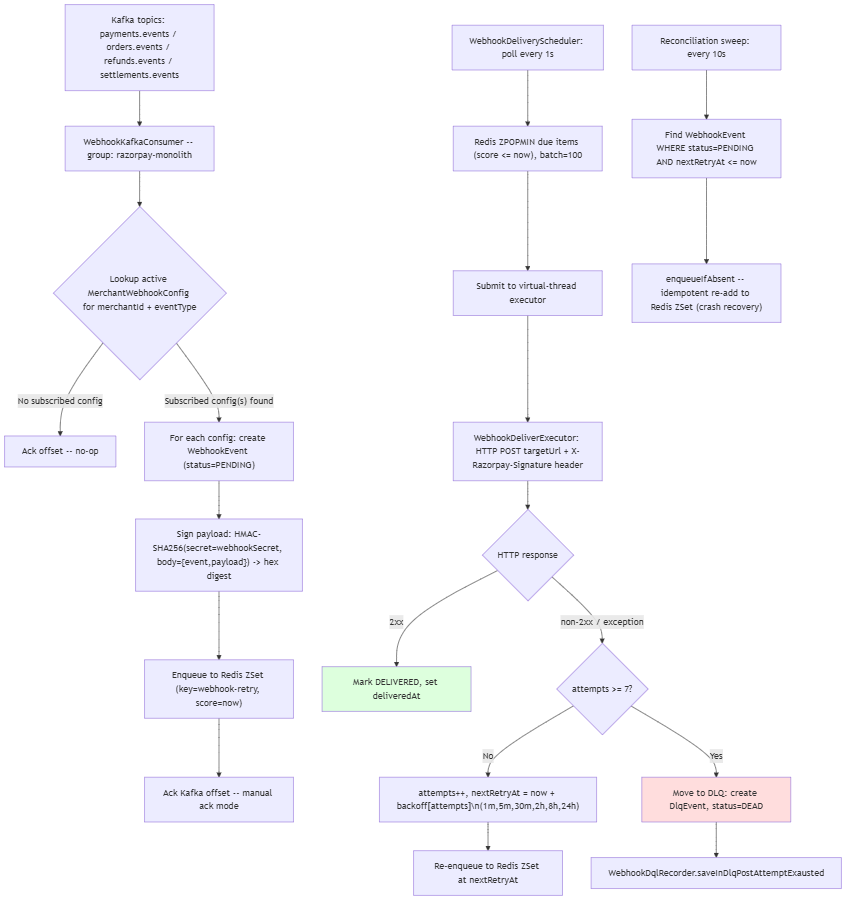 Kafka topics:
payments.events /
orders.events /
refunds.events /
settlements.events
WebhookKafkaConsumer --
group: razorpay-monolith
Lookup active
MerchantWebhookConfig
for merchantId + eventType
No subscribed config
Subscribed config(s) found
Ack offset -- no-op
For each config: create
WebhookEvent
(status=PENDING)
Sign payload: HMAC-
SHA256(secret=webhookSecret,
body={event,payload}) -> hex
digest
Enqueue to Redis ZSet
(key=webhook-retry,
score=now)
Ack Kafka offset -- manual
ack mode
WebhookDeliveryScheduler:
poll every 1s
Redis ZPOPMIN due items
(score <= now), batch=100
Submit to virtual-thread
executor
WebhookDeliverExecutor:
HTTP POST targetUrl + X-
Razorpay-Signature header
HTTP response
2xx
non-2xx / exception
Mark DELIVERED, set
deliveredAt
attempts >= 7?
No
Yes
attempts++, nextRetryAt = now +
backoff[attempts]\n(1m,5m,30m,2h,8h,24h)
Re-enqueue to Redis ZSet
at nextRetryAt
Move to DLQ: create
DlqEvent, status=DEAD
WebhookDqlRecorder.saveInDlqPostAttemptExausted
Reconciliation sweep:
every 10s
Find WebhookEvent
WHERE status=PENDING
AND nextRetryAt <= now
enqueueIfAbsent --
idempotent re-add to
Redis ZSet (crash recovery)